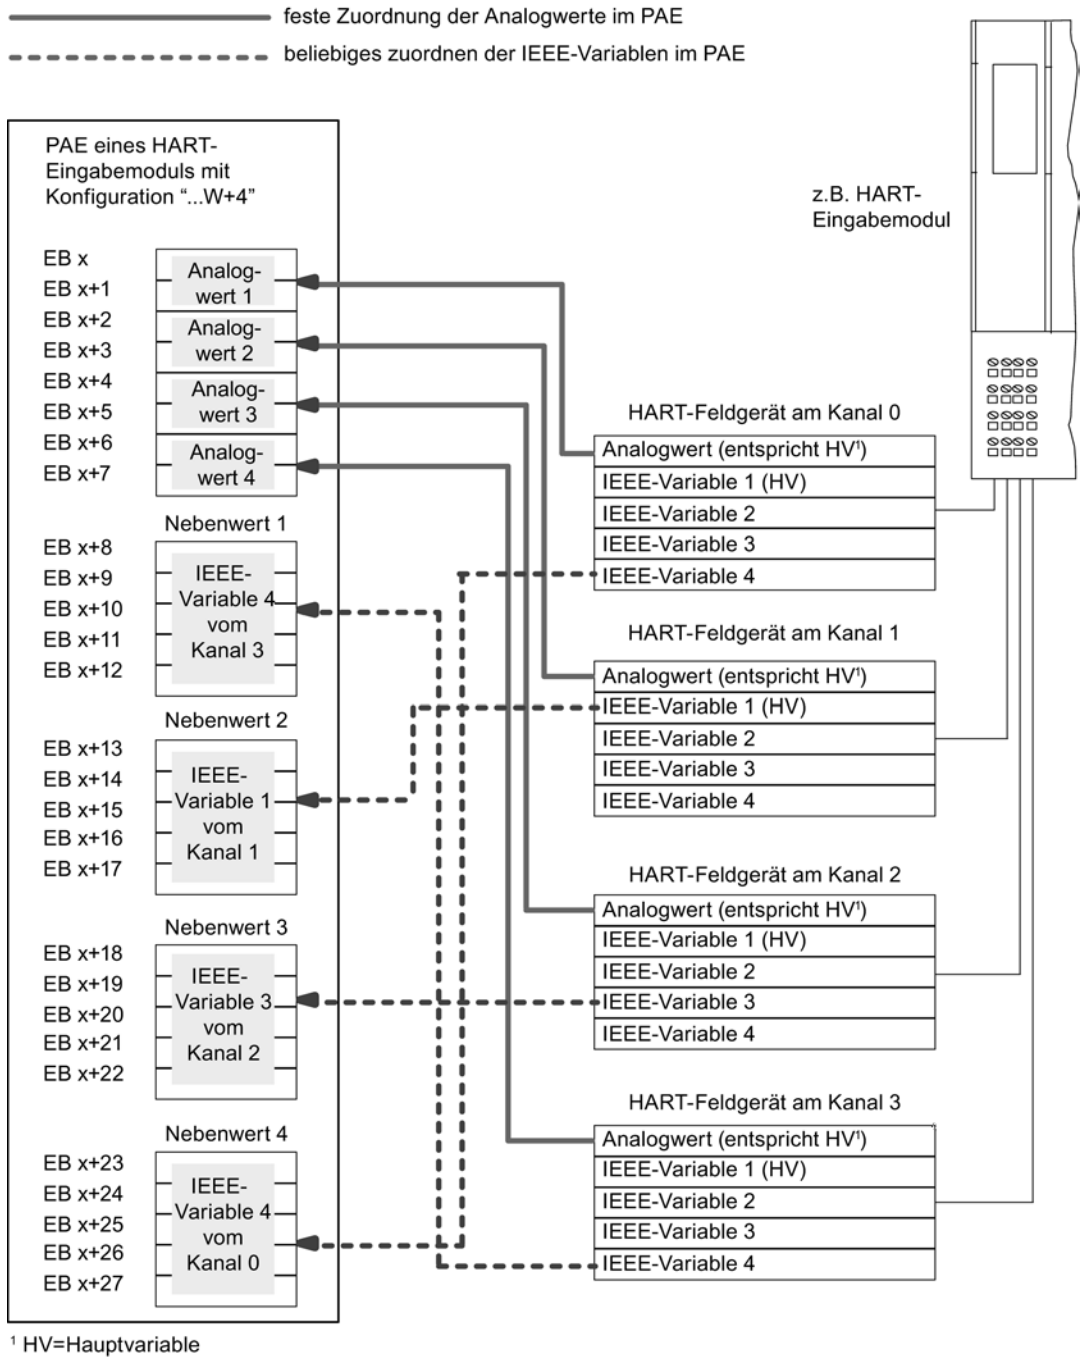 feste Zuordnung der Analogwerte im PAE
beliebiges zuordnen der IEEE-Variablen im PAE
PAE eines HART-
Eingabemoduls mit
Konfiguration “...W+4”
z.B. HART-
Eingabemodul
EB x
EB x+1
EB x+2
EB x+3
EB x+4
EB x+5
EB x+6
EB x+7
Analog-
wert 1
Analog-
wert 2
Analog-
wert 3
Analog-
wert 4
Nebenwert 1
EB x+8
EB x+9
EB x+10
EB x+11
EB x+12
IEEE-
Variable 4
vom
Kanal 3
Nebenwert 2
EB x+13
EB x+14
EB x+15
EB x+16
EB x+17
IEEE-
Variable 1
vom
Kanal 1
Nebenwert 3
EB x+18
EB x+19
EB x+20
EB x+21
EB x+22
IEEE-
Variable 3
vom
Kanal 2
Nebenwert 4
EB x+23
EB x+24
EB x+25
EB x+26
EB x+27
IEEE-
Variable 4
vom
Kanal 0
HART-Feldgerät am Kanal 0
Analogwert (entspricht HV¹)
IEEE-Variable 1 (HV)
IEEE-Variable 2
IEEE-Variable 3
IEEE-Variable 4
HART-Feldgerät am Kanal 1
Analogwert (entspricht HV¹)
IEEE-Variable 1 (HV)
IEEE-Variable 2
IEEE-Variable 3
IEEE-Variable 4
HART-Feldgerät am Kanal 2
Analogwert (entspricht HV¹)
IEEE-Variable 1 (HV)
IEEE-Variable 2
IEEE-Variable 3
IEEE-Variable 4
HART-Feldgerät am Kanal 3
Analogwert (entspricht HV¹)
IEEE-Variable 1 (HV)
IEEE-Variable 2
IEEE-Variable 3
IEEE-Variable 4
¹ HV=Hauptvariable